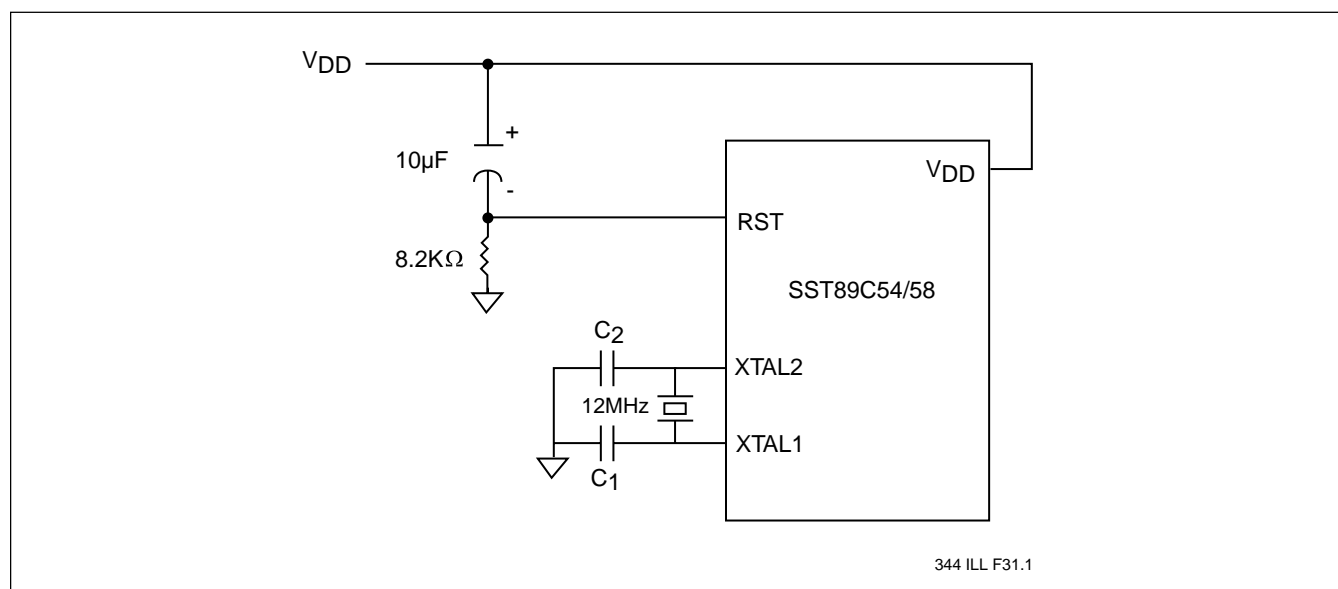 VDD
+
10µF
VDD
-
RST
8.2KΩ
SST89C54/58
C2
XTAL2
12MHz
XTAL1
C1
344 ILL F31.1